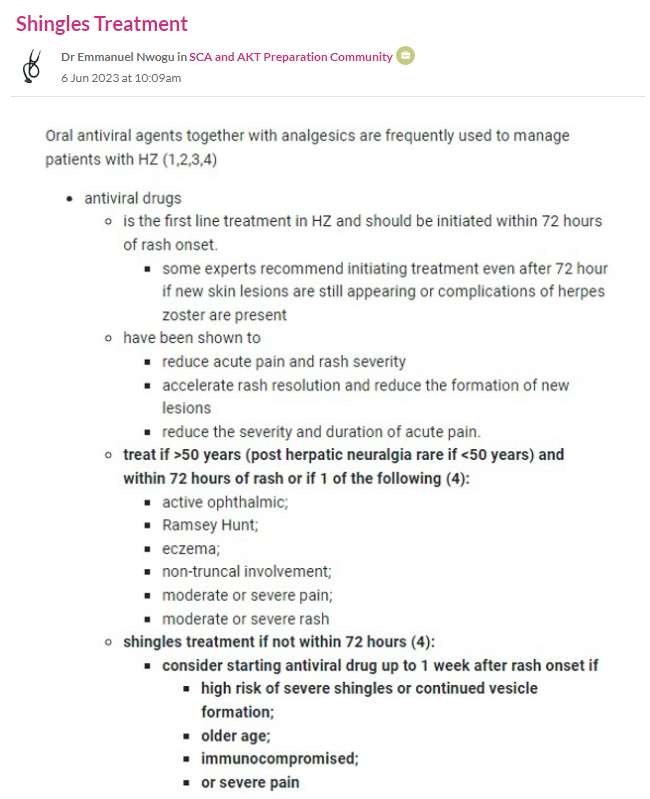 Shingles Treatment
Dr Emmanuel Nwogu in SCA and AKT Preparation Community
6 Jun 2023 at 10:09am
Oral antiviral agents together with analgesics are frequently used to manage
patients with HZ (1,2,3,4)
• antiviral drugs
◦ is the first line treatment in HZ and should be initiated within 72 hours
of rash onset.
▪ some experts recommend initiating treatment even after 72 hour
if new skin lesions are still appearing or complications of herpes
zoster are present
◦ have been shown to
▪ reduce acute pain and rash severity
▪ accelerate rash resolution and reduce the formation of new
lesions
▪ reduce the severity and duration of acute pain.
◦ treat if >50 years (post herpatic neuralgia rare if <50 years) and
within 72 hours of rash or if 1 of the following (4):
▪ active ophthalmic;
▪ Ramsey Hunt;
▪ eczema;
▪ non-truncal involvement;
▪ moderate or severe pain;
▪ moderate or severe rash
◦ shingles treatment if not within 72 hours (4):
▪ consider starting antiviral drug up to 1 week after rash onset if
▪ high risk of severe shingles or continued vesicle
formation;
▪ older age;
▪ immunocompromised;
▪ or severe pain